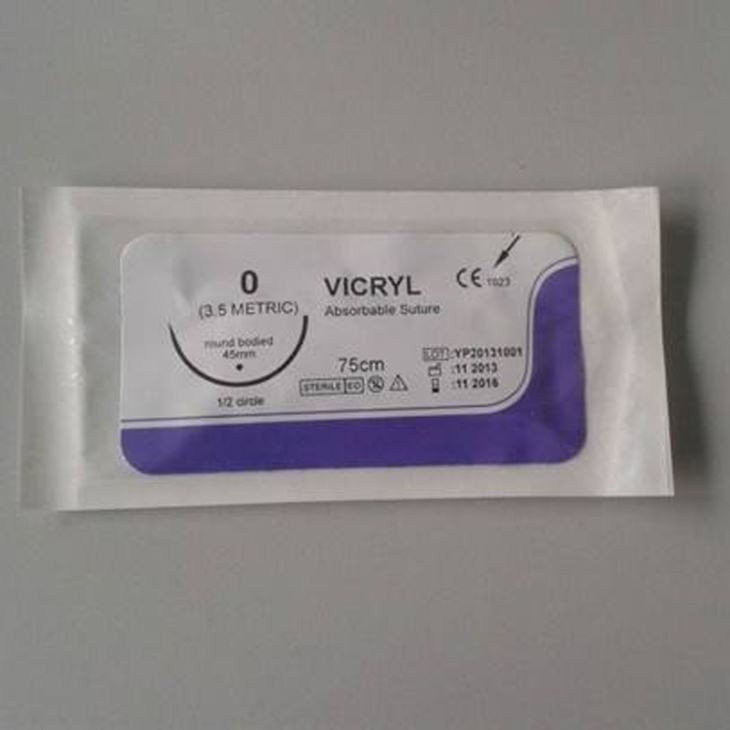 0
(3.5 METRIC)
round bodied
45mm
1/2 circle
VICRYL
Absorbable Suture
75cm
STERILE EO
CE 1023
LOT :YP20131001
:11 2013
:11 2016